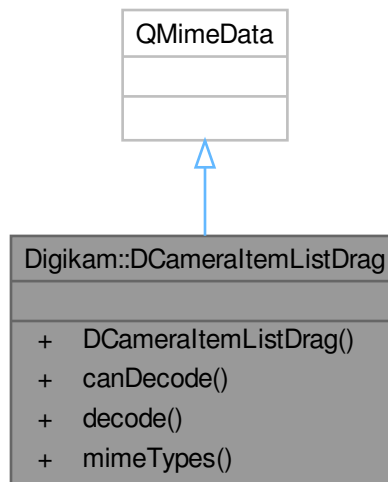 QMimeData
Digikam::DCameraItemListDrag
+ DCameraItemListDrag()
+ canDecode()
+ decode()
+ mimeTypes()